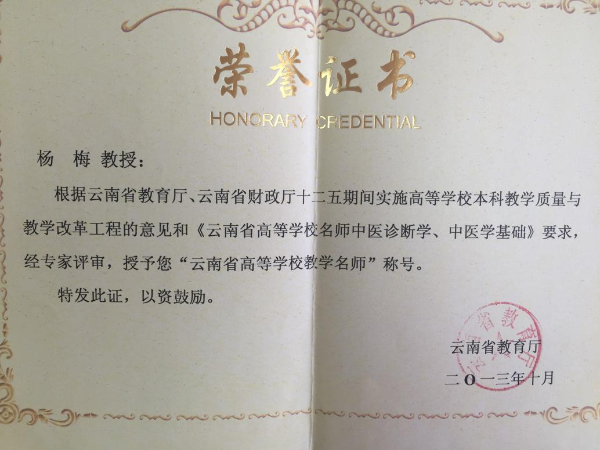 荣誉证书
HONORARY CREDENTIAL
杨 梅 教授：
根据云南省教育厅、云南省财政厅十二五期间实施高等学校本科教学质量与
教学改革工程的意见和《云南省高等学校名师中医诊断学、中医学基础》要求，
经专家评审，授予您“云南省高等学校教学名师”称号。
特发此证，以资鼓励。
云南省教育厅
云南省教育厅
二〇一三年十月